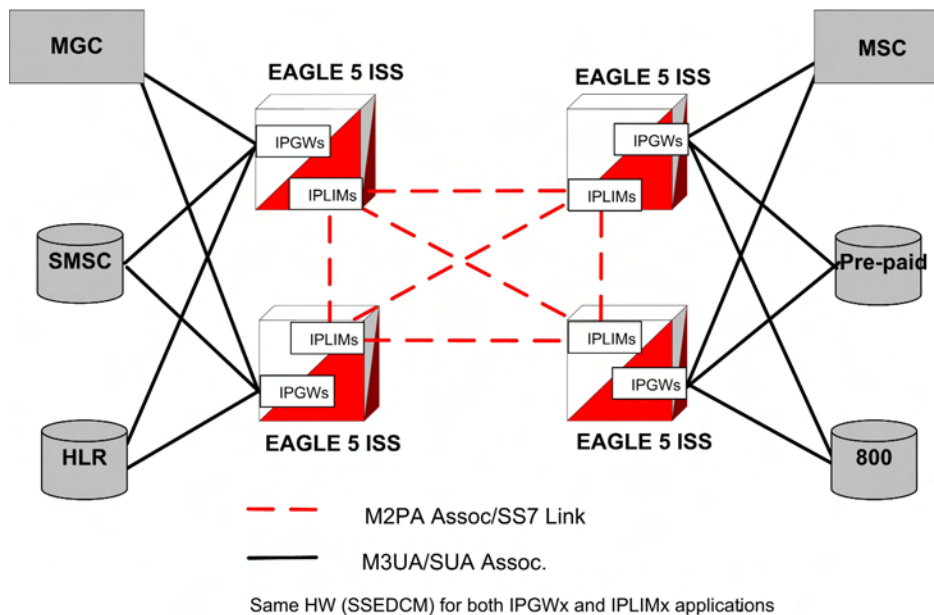 MGC
MSC
EAGLE 5 ISS
EAGLE 5 ISS
IPGWs
IPGWs
IPLIMs
IPLIMs
SMSC
Pre-paid
IPLIMs
IPLIMs
IPGWs
IPGWs
HLR
800
EAGLE 5 ISS
EAGLE 5 ISS
M2PA Assoc/SS7 Link
M3UA/SUA Assoc.
Same HW (SSEDCM) for both IPGWx and IPLIMx applications